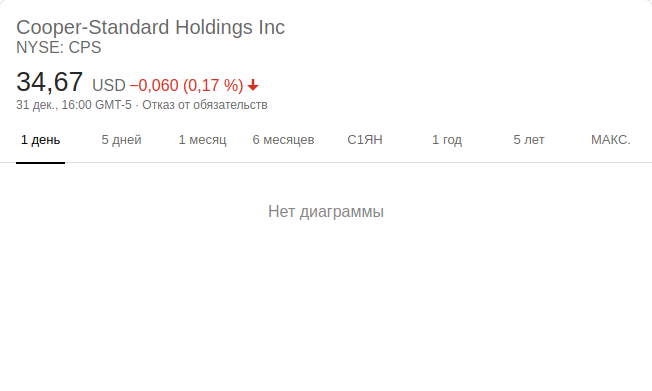 Cooper-Standard Holdings Inc
NYSE: CPS
34,67 USD −0,060 (0,17 %)
31 дек., 16:00 GMT-5 · Отказ от обязательств
1 день 5 дней 1 месяц 6 месяцев С1ЯН 1 год 5 лет МАКС.
Нет диаграммы